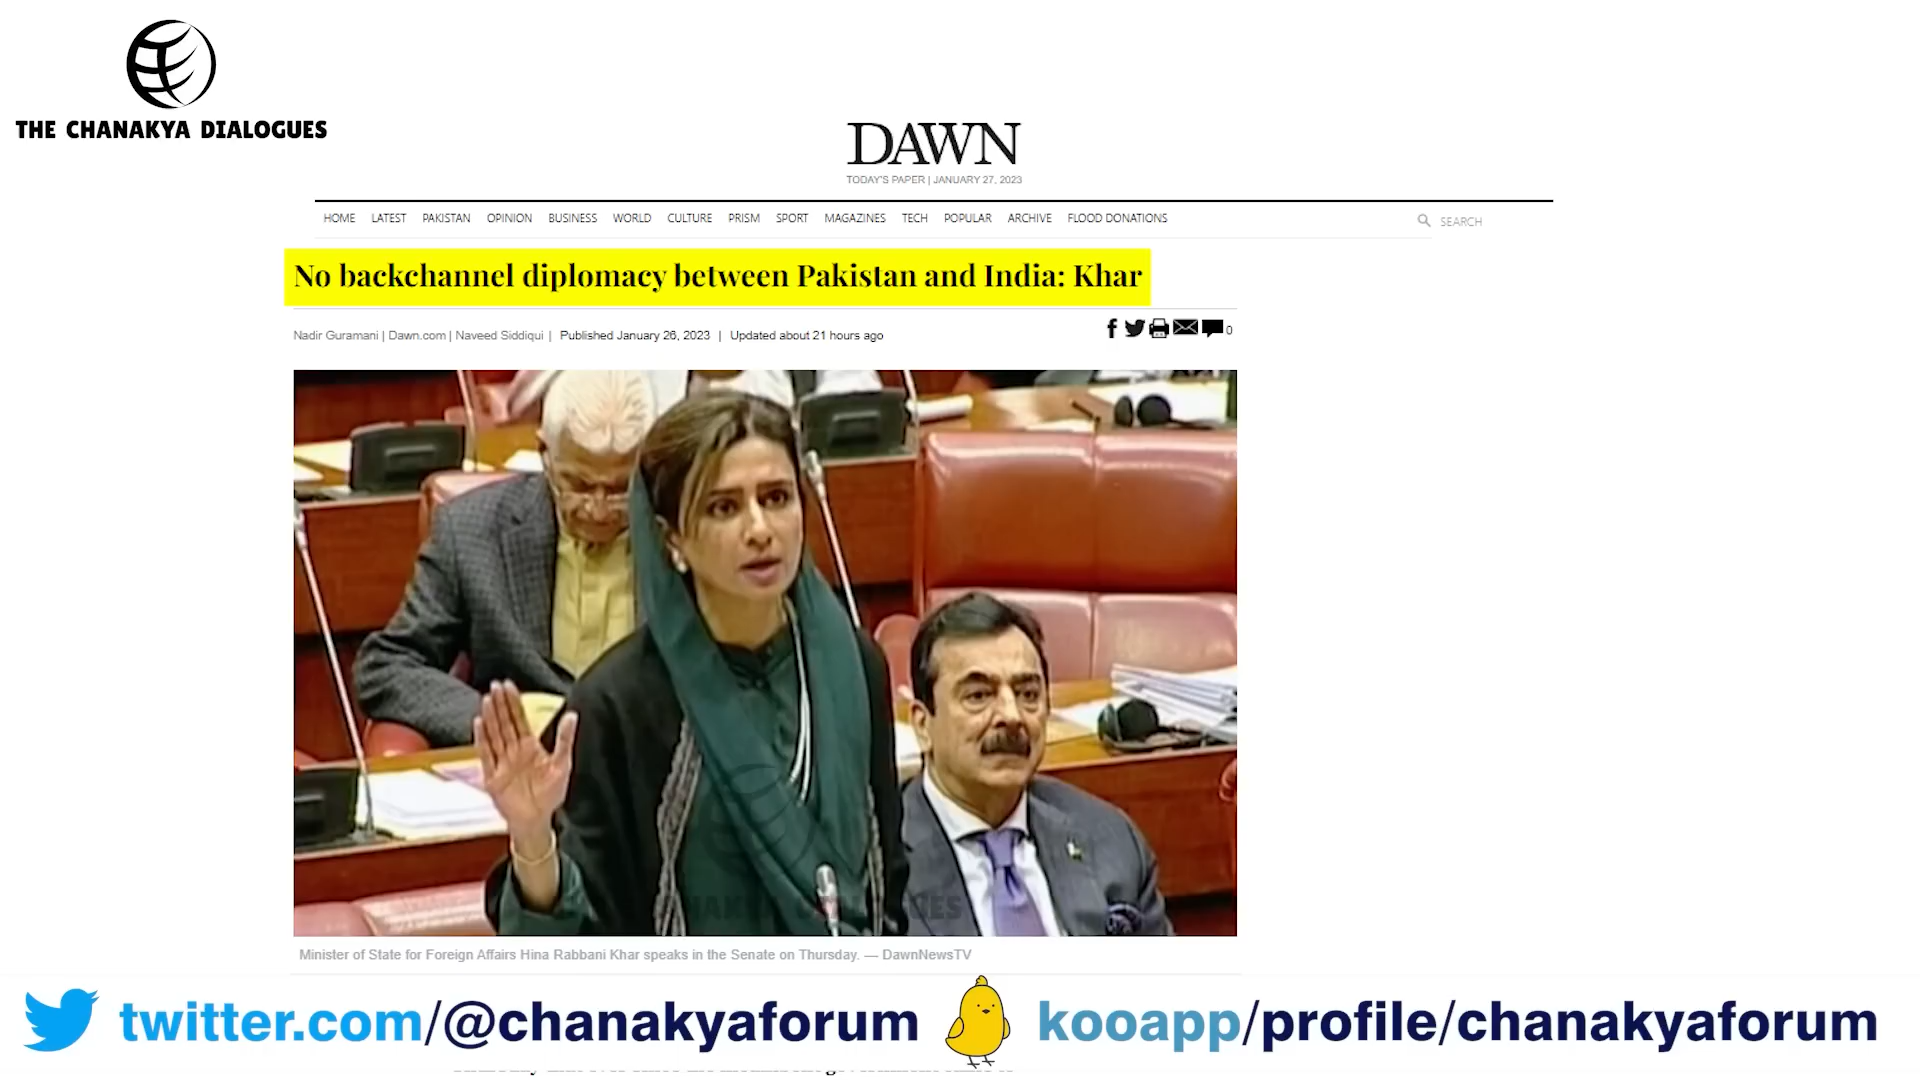 THE CHANAKYA DIALOGUES
DAWN
TODAY'S PAPER | JANUARY 27, 2023
HOME LATEST PAKISTAN OPINION BUSINESS WORLD CULTURE PRISM SPORT MAGAZINES TECH POPULAR ARCHIVE FLOOD DONATIONS SEARCH
No backchannel diplomacy between Pakistan and India: Khar
Nadir Guramani | Dawn.com | Naveed Siddiqui | Published January 26, 2023 | Updated about 21 hours ago 0
Minister of State for Foreign Affairs Hina Rabbani Khar speaks in the Senate on Thursday. — DawnNewsTV
twitter.com/@chanakyaforum kooapp/profile/chanakyaforum